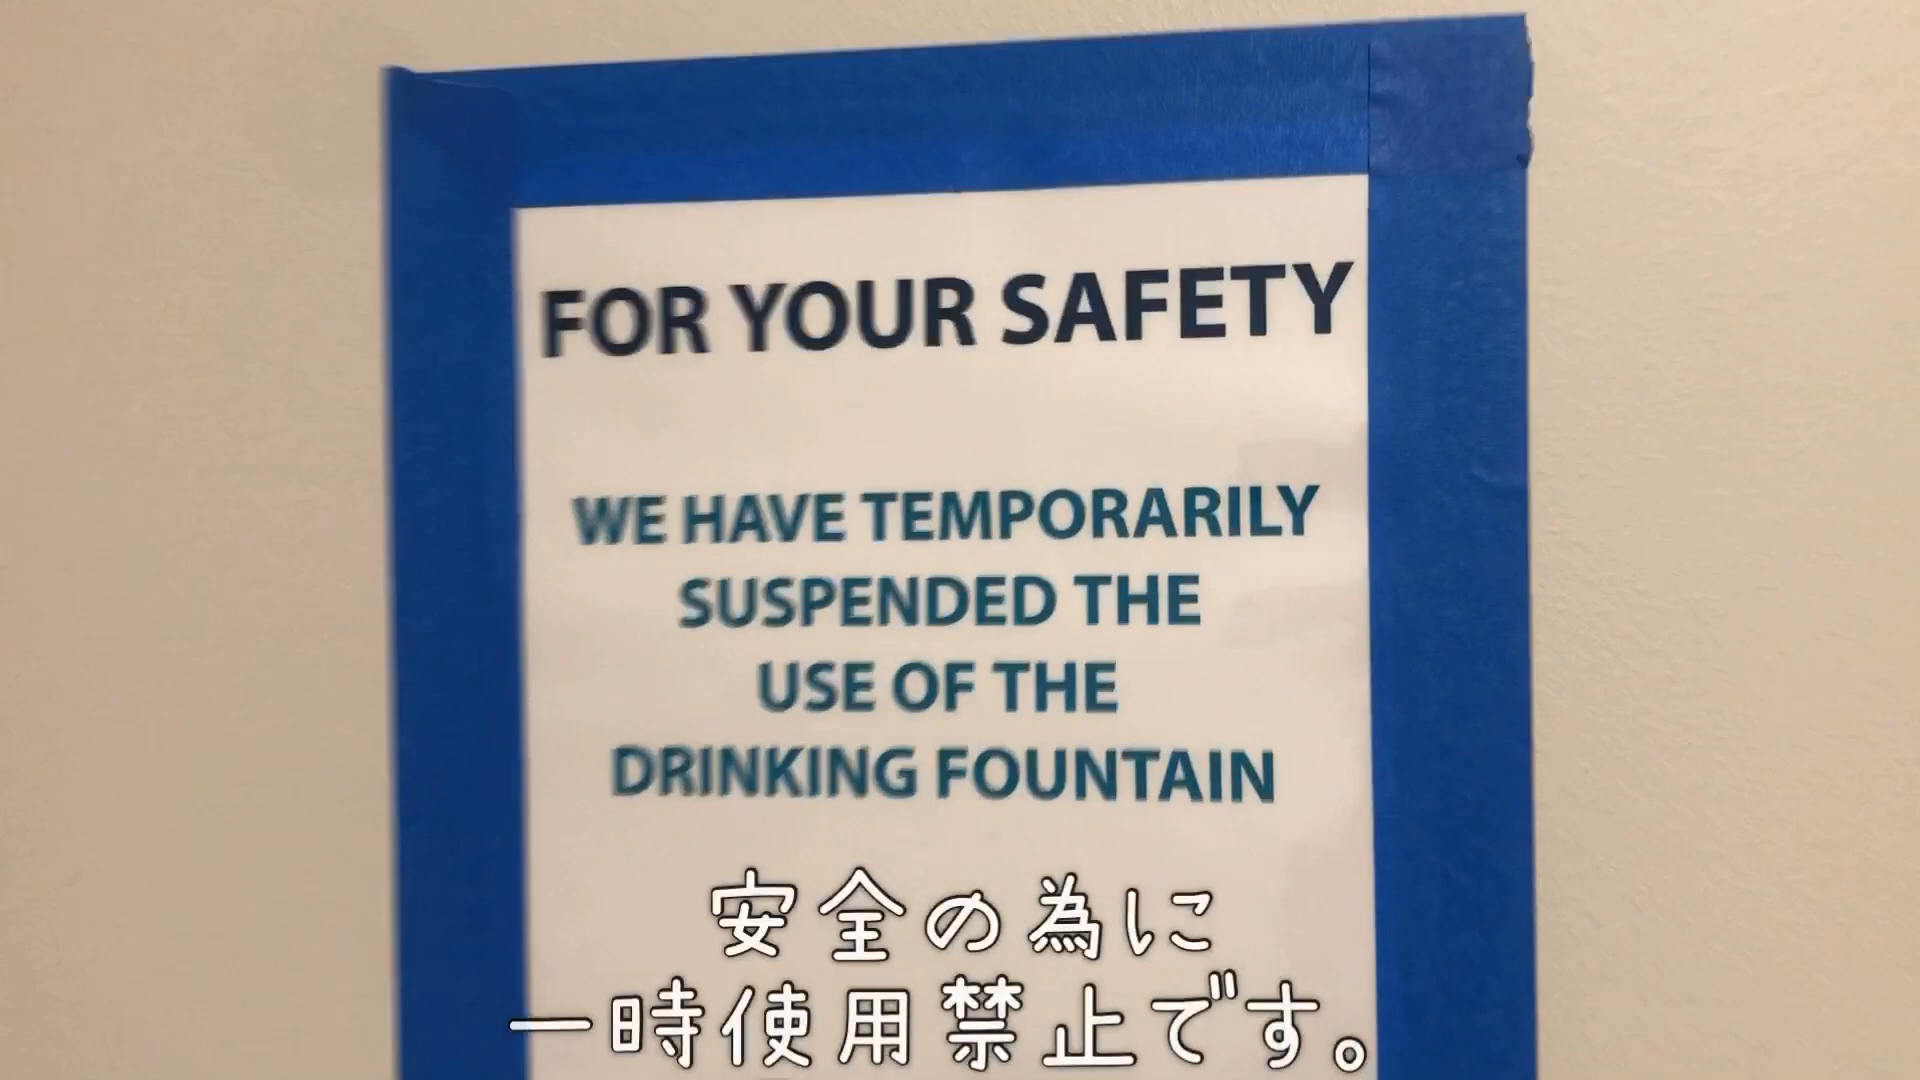 FOR YOUR SAFETY
WE HAVE TEMPORARILY
SUSPENDED THE
USE OF THE
DRINKING FOUNTAIN
安全の為に
一時使用禁止です。